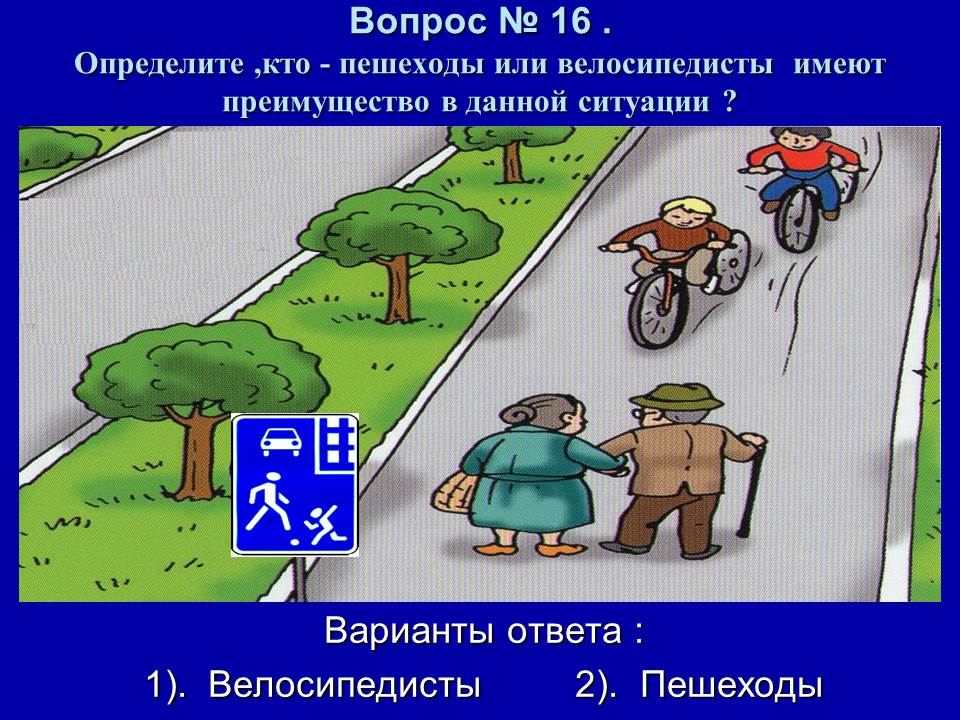 Вопрос № 16 .
Определите ,кто - пешеходы или велосипедисты имеют
преимущество в данной ситуации ?
Варианты ответа :
1). Велосипедисты 2). Пешеходы